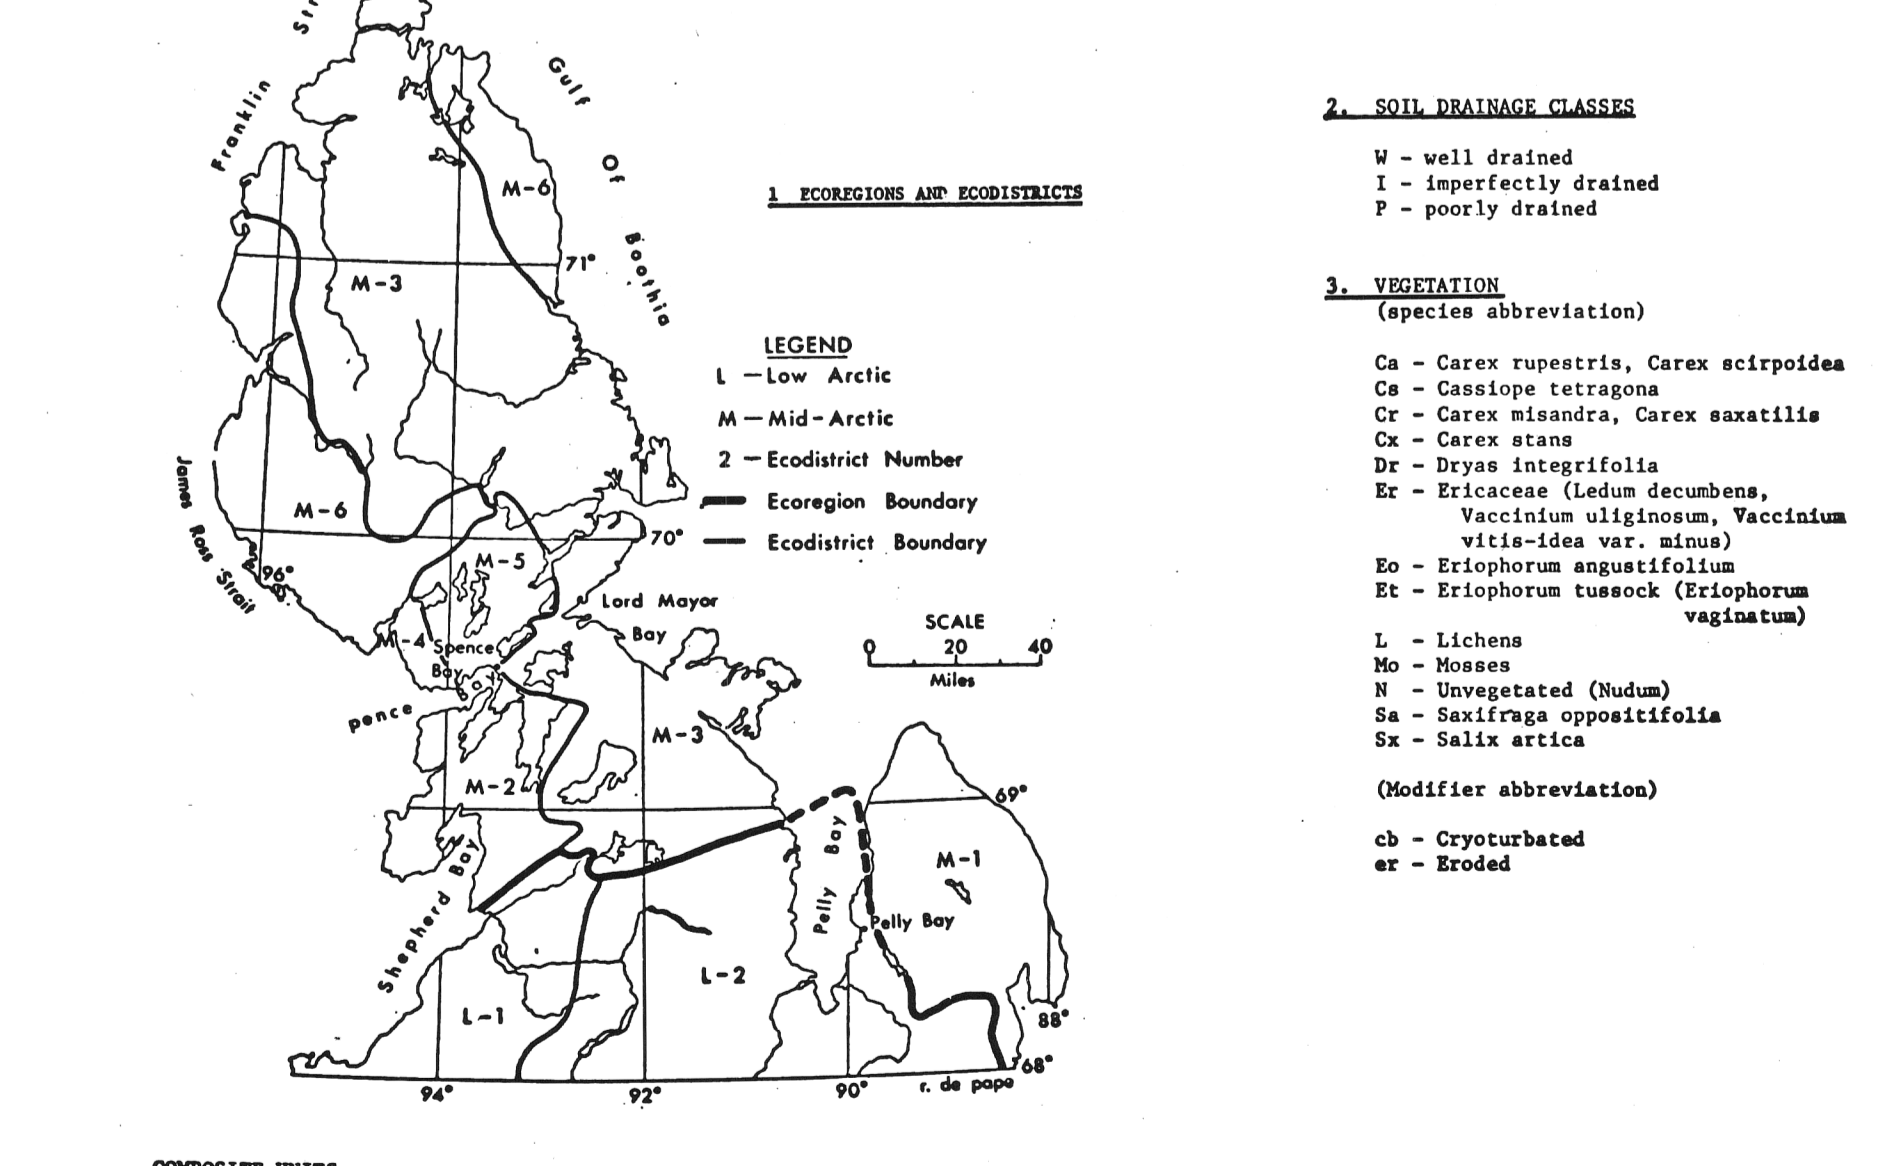 Franklin
Gulf
Of
Boothia
M-6
71°
M-3
James Ross Strait
M-6
70°
96°
M-5
Lord Mayor
Bay
M-4
Spence
Bay
pence
M-3
M-2
69°
Pelly Bay
M-1
Shepherd Bay
Pelly Bay
L-2
L-1
88°
68°
94°
92°
90°
r. de pape
1 ECOREGIONS AND ECODISTRICTS
LEGEND
L — Low Arctic
M — Mid-Arctic
2 — Ecodistrict Number
Ecoregion Boundary
Ecodistrict Boundary
SCALE
0 20 40
Miles
2. SOIL DRAINAGE CLASSES
W - well drained
I - imperfectly drained
P - poorly drained
3. VEGETATION
(species abbreviation)
Ca - Carex rupestris, Carex scirpoidea
Cs - Cassiope tetragona
Cr - Carex misandra, Carex saxatilis
Cx - Carex stans
Dr - Dryas integrifolia
Er - Ericaceae (Ledum decumbens,
Vaccinium uliginosum, Vaccinium
vitis-idea var. minus)
Eo - Eriophorum angustifolium
Et - Eriophorum tussock (Eriophorum
vaginatum)
L - Lichens
Mo - Mosses
N - Unvegetated (Nudum)
Sa - Saxifraga oppositifolia
Sx - Salix artica
(Modifier abbreviation)
cb - Cryoturbated
er - Eroded